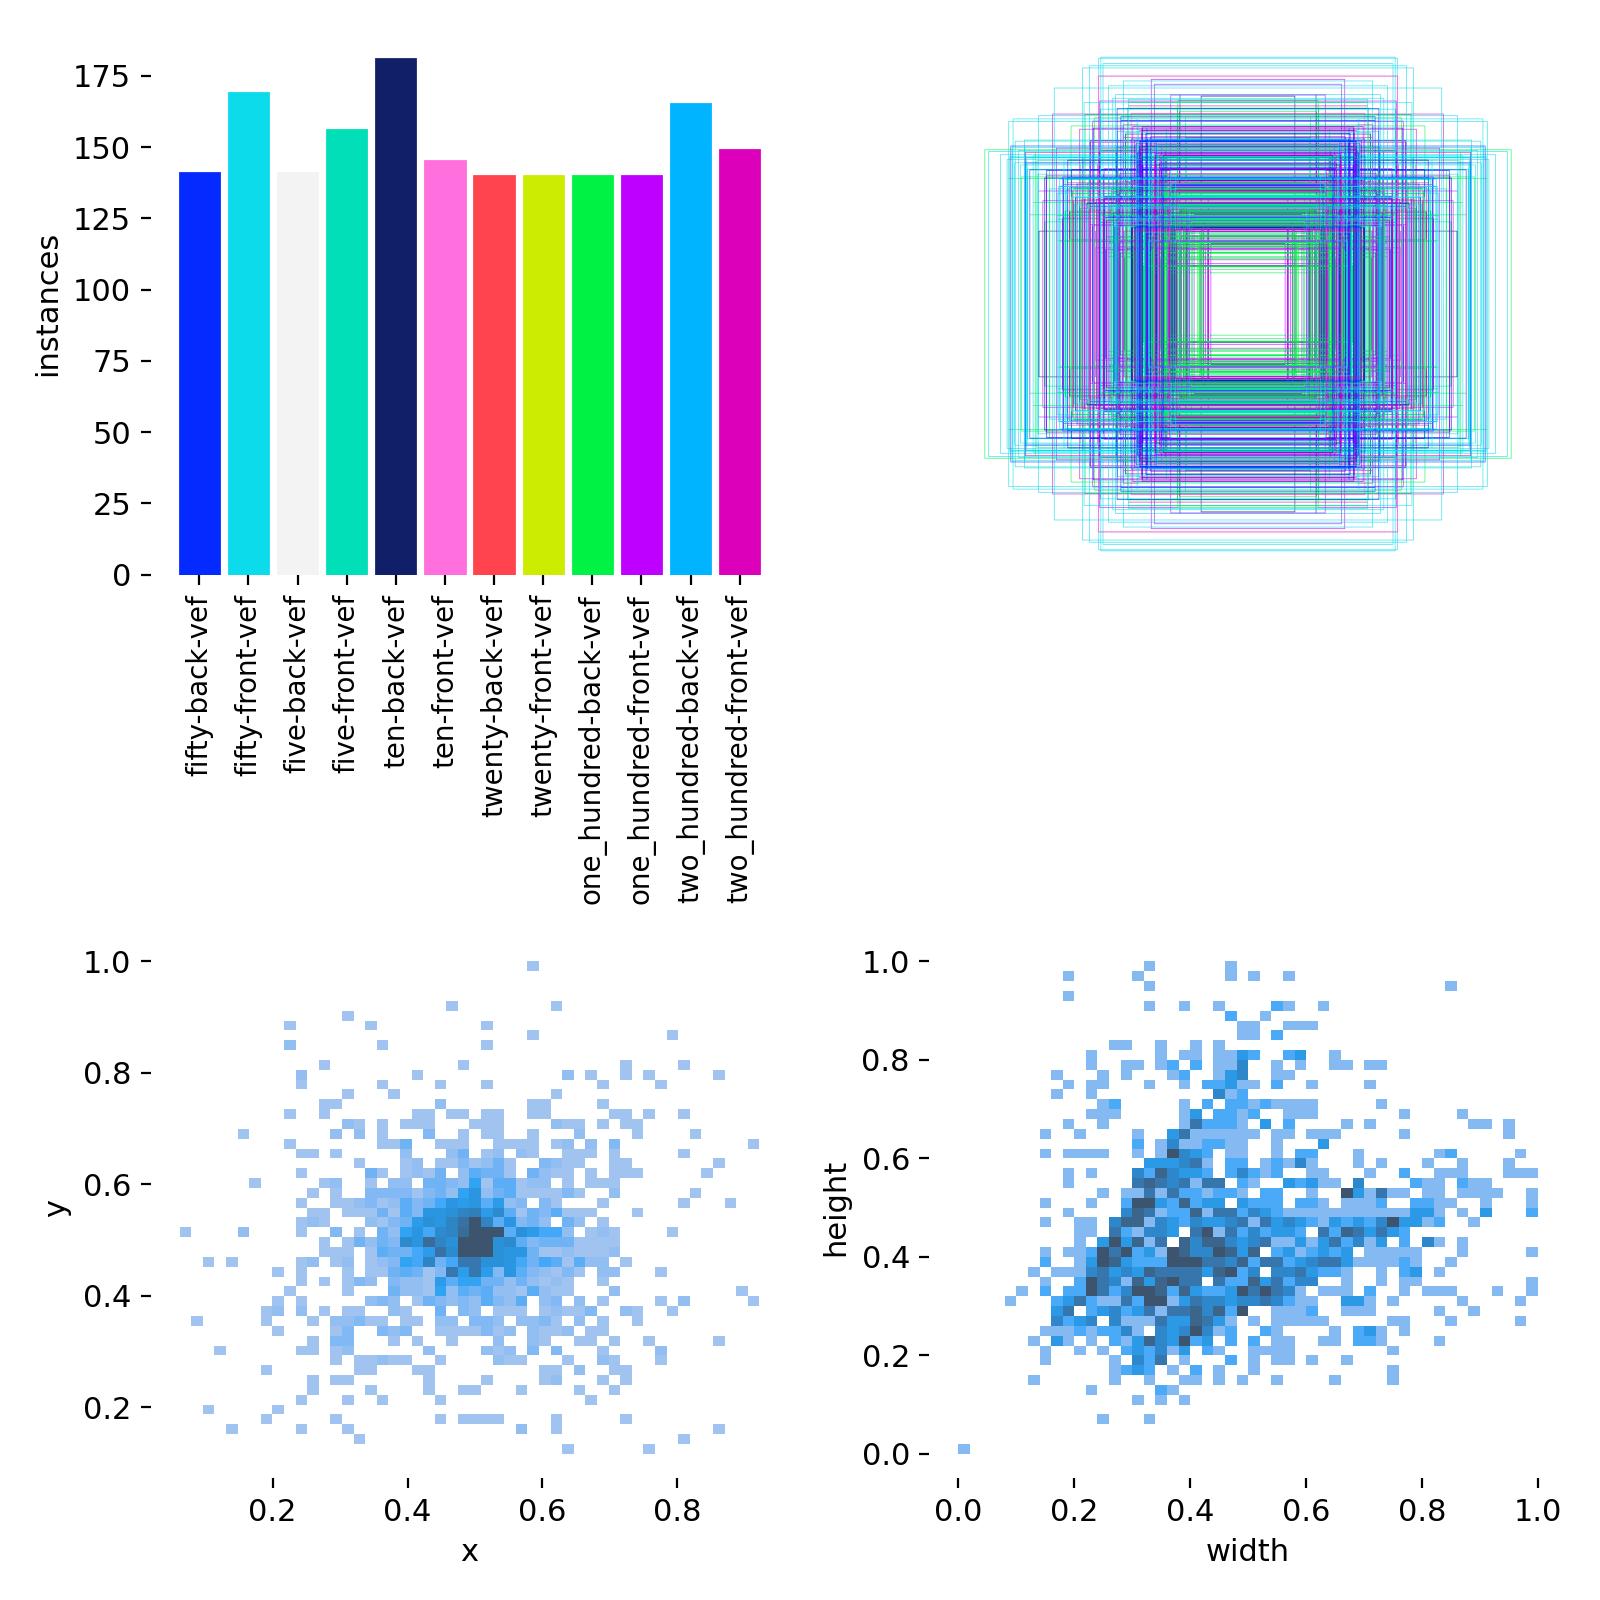 175
150
125
100
75
50
25
0
instances
fifty-back-vef
fifty-front-vef
five-back-vef
five-front-vef
ten-back-vef
ten-front-vef
twenty-back-vef
twenty-front-vef
one_hundred-back-vef
one_hundred-front-vef
two_hundred-back-vef
two_hundred-front-vef
1.0
0.8
0.6
0.4
0.2
y
0.2 0.4 0.6 0.8
x
1.0
0.8
0.6
0.4
0.2
0.0
height
0.0 0.2 0.4 0.6 0.8 1.0
width